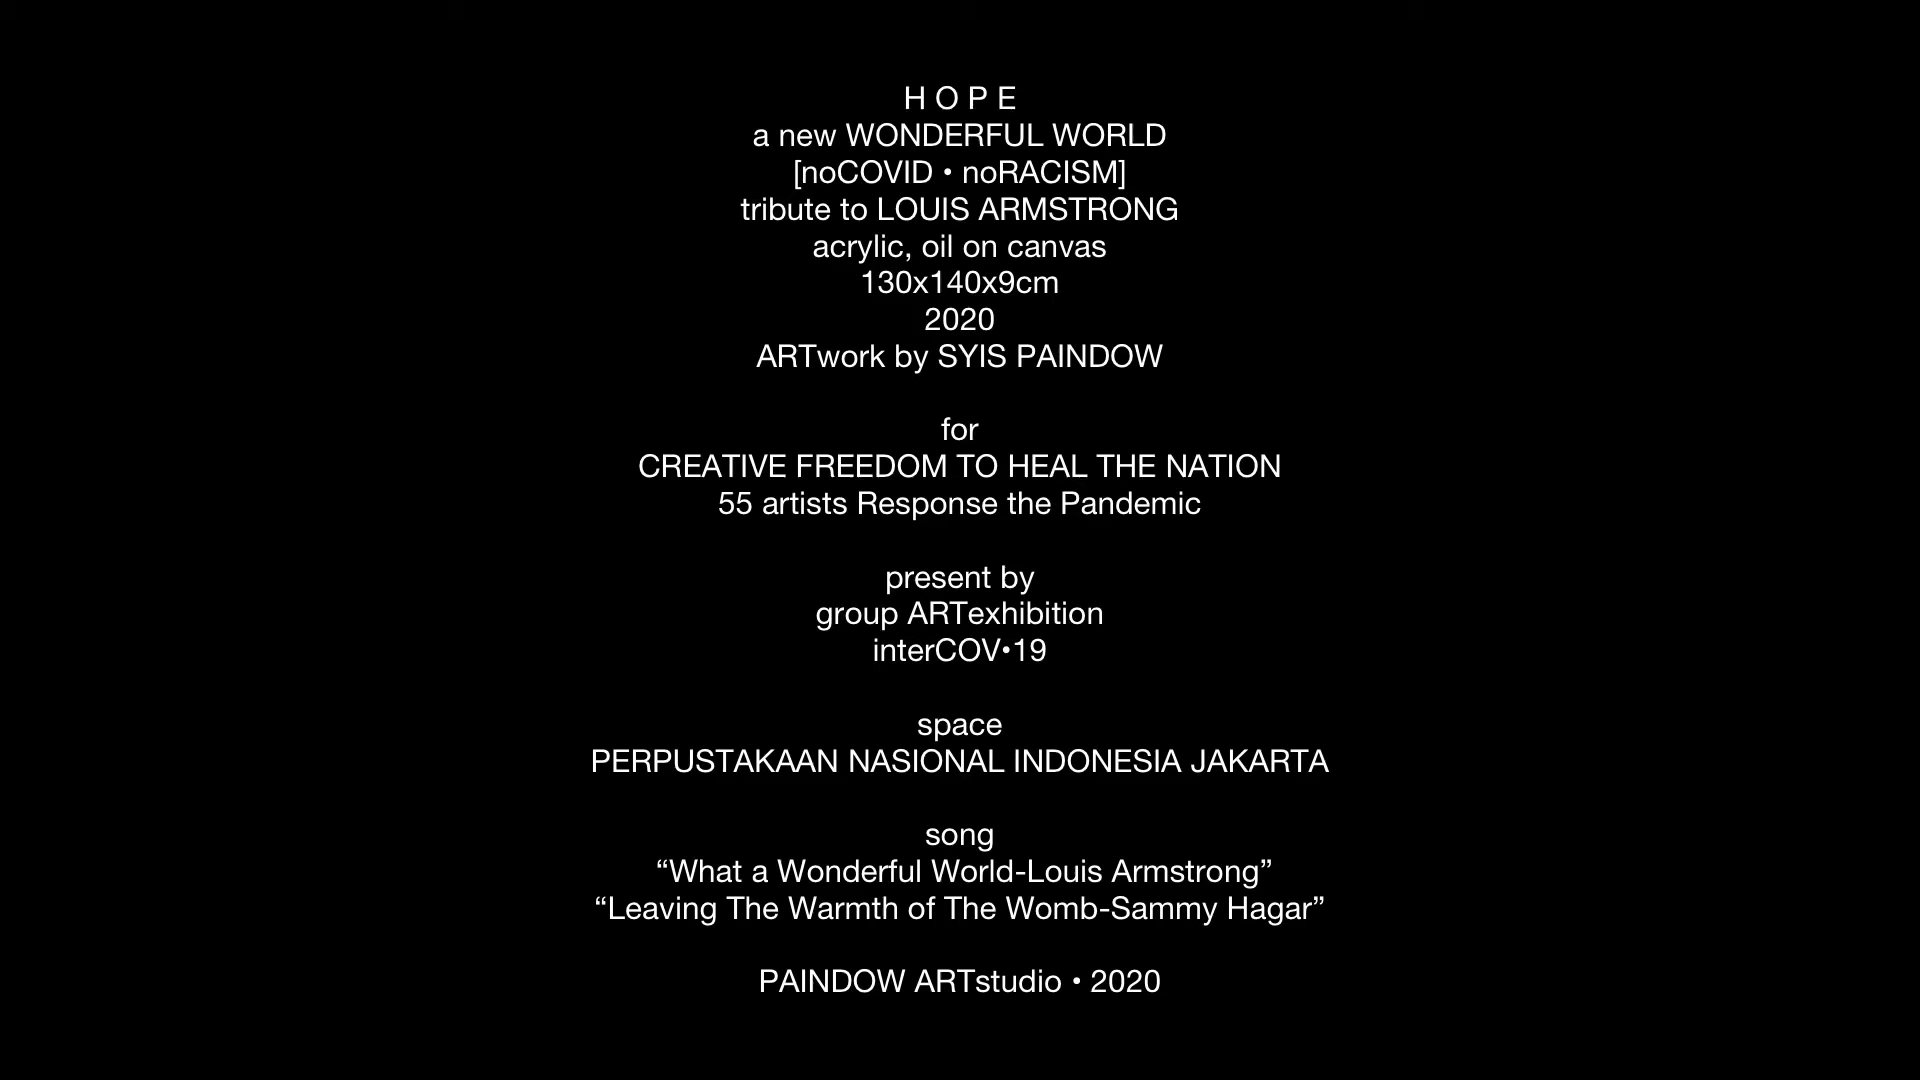 H O P E
a new WONDERFUL WORLD
[noCOVID • noRACISM]
tribute to LOUIS ARMSTRONG
acrylic, oil on canvas
130x140x9cm
2020
ARTwork by SYIS PAINDOW
for
CREATIVE FREEDOM TO HEAL THE NATION
55 artists Response the Pandemic
present by
group ARTexhibition
interCOV•19
space
PERPUSTAKAAN NASIONAL INDONESIA JAKARTA
song
“What a Wonderful World-Louis Armstrong”
“Leaving The Warmth of The Womb-Sammy Hagar”
PAINDOW ARTstudio • 2020